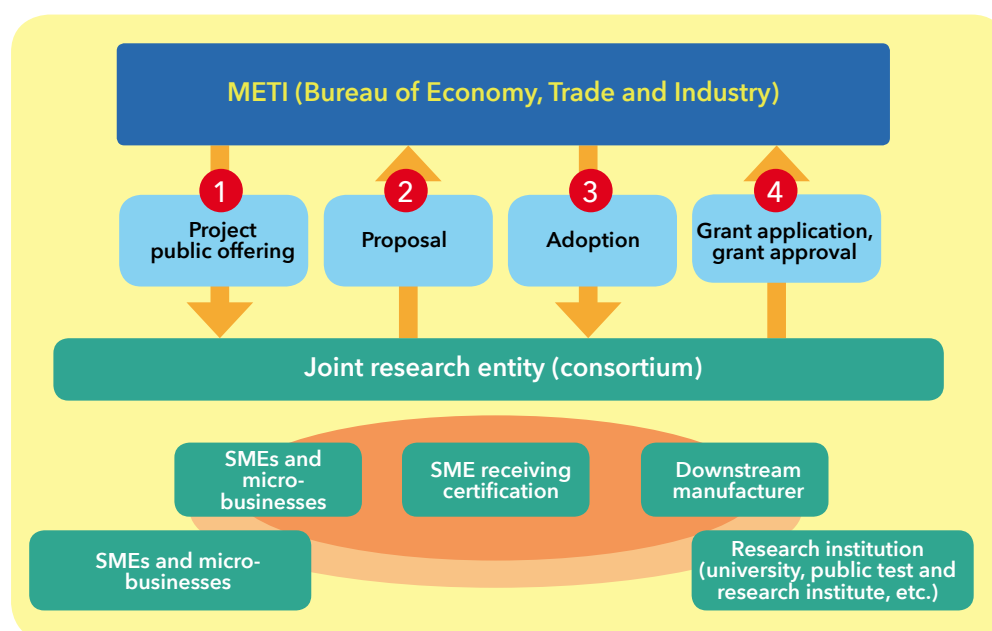 METI (Bureau of Economy, Trade and Industry)
1
2
3
4
Project
public offering
Proposal
Adoption
Grant application,
grant approval
Joint research entity (consortium)
SMEs and
micro-
businesses
SME receiving
certification
Downstream
manufacturer
SMEs and micro-
businesses
Research institution
(university, public test and
research institute, etc.)